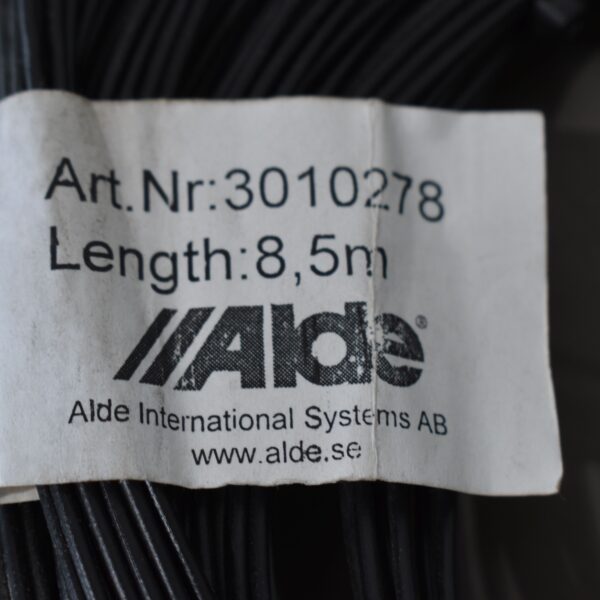 Art.Nr:3010278
Length:8,5m
//Alde®
Alde International Systems AB
www.alde.se